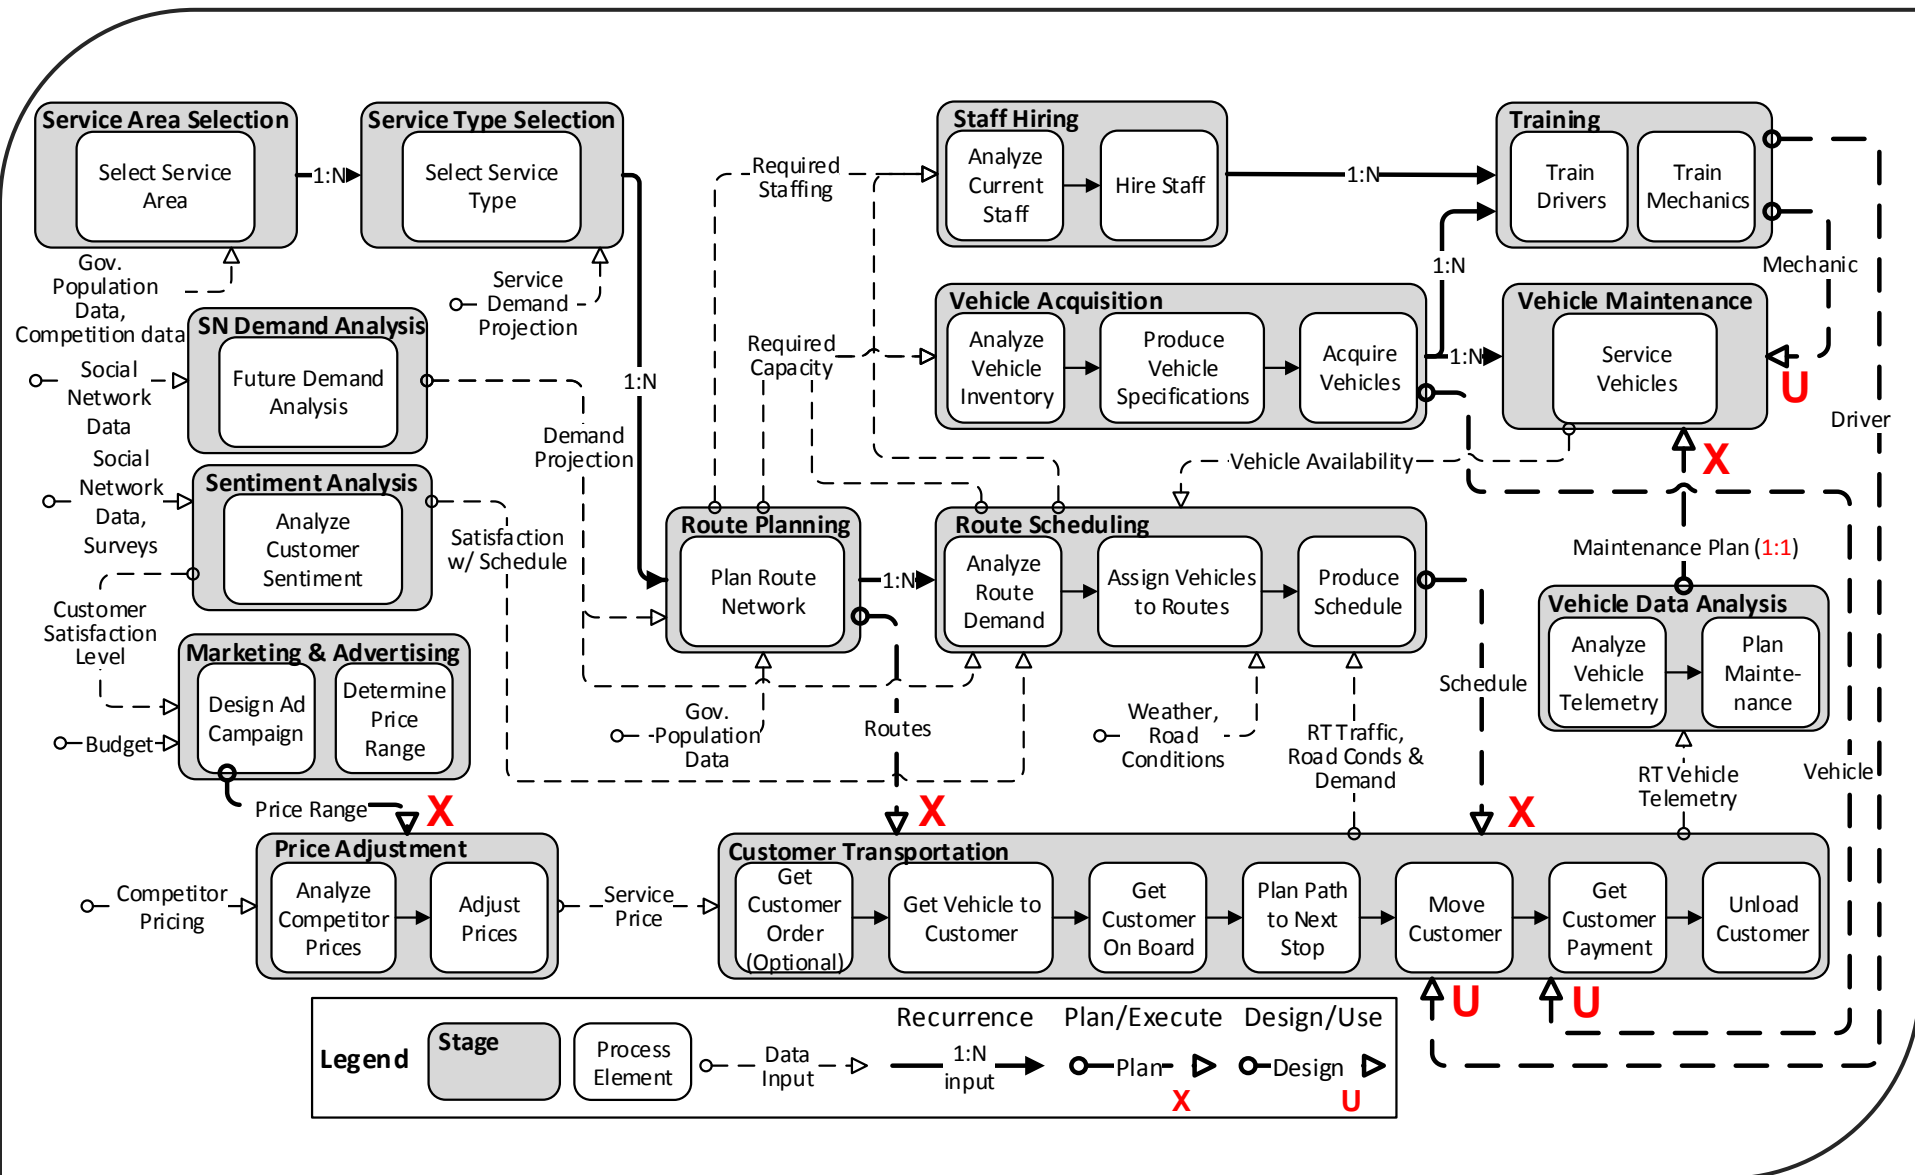 Service Area Selection
Select Service
Area
1:N
Service Type Selection
Select Service
Type
Gov.
Population
Data,
Competition data
Service
Demand
Projection
SN Demand Analysis
Future Demand
Analysis
Social
Network
Data
1:N
Demand
Projection
Sentiment Analysis
Analyze
Customer
Sentiment
Social
Network
Data,
Surveys
Satisfaction
w/ Schedule
Customer
Satisfaction
Level
Marketing & Advertising
Design Ad
Campaign
Determine
Price
Range
Budget
Price Range
X
Required
Staffing
Staff Hiring
Analyze
Current
Staff
Hire Staff
1:N
Training
Train
Drivers
Train
Mechanics
1:N
Mechanic
Required
Capacity
Vehicle Acquisition
Analyze
Vehicle
Inventory
Produce
Vehicle
Specifications
Acquire
Vehicles
1:N
Vehicle Maintenance
Service
Vehicles
U
Driver
X
Vehicle Availability
Route Planning
Plan Route
Network
1:N
Route Scheduling
Analyze
Route
Demand
Assign Vehicles
to Routes
Produce
Schedule
Maintenance Plan (1:1)
Vehicle Data Analysis
Analyze
Vehicle
Telemetry
Plan
Mainte-
nance
Gov.
Population
Data
Routes
X
Weather,
Road
Conditions
RT Traffic,
Road Conds &
Demand
Schedule
X
RT Vehicle
Telemetry
Vehicle
Competitor
Pricing
Price Adjustment
Analyze
Competitor
Prices
Adjust
Prices
Service
Price
Customer Transportation
Get
Customer
Order
(Optional)
Get Vehicle to
Customer
Get
Customer
On Board
Plan Path
to Next
Stop
Move
Customer
Get
Customer
Payment
Unload
Customer
U
U
Legend
Stage
Process
Element
Data
Input
Recurrence
1:N
input
Plan/Execute
Plan
X
Design/Use
Design
U